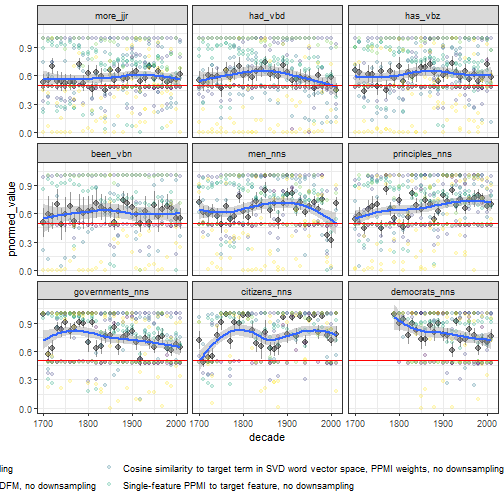 more_jjr had_vbd has_vbz
0.9
0.6
0.3
0.0
been_vbn men_nns principles_nns
0.9
0.6
0.3
0.0
governments_nns citizens_nns democrats_nns
0.9
0.6
0.3
0.0
pnormed_value
1700 1800 1900 2000 1700 1800 1900 2000 1700 1800 1900 2000
decade
ling Cosine similarity to target term in SVD word vector space, PPMI weights, no downsampling
DFM, no downsampling Single-feature PPMI to target feature, no downsampling